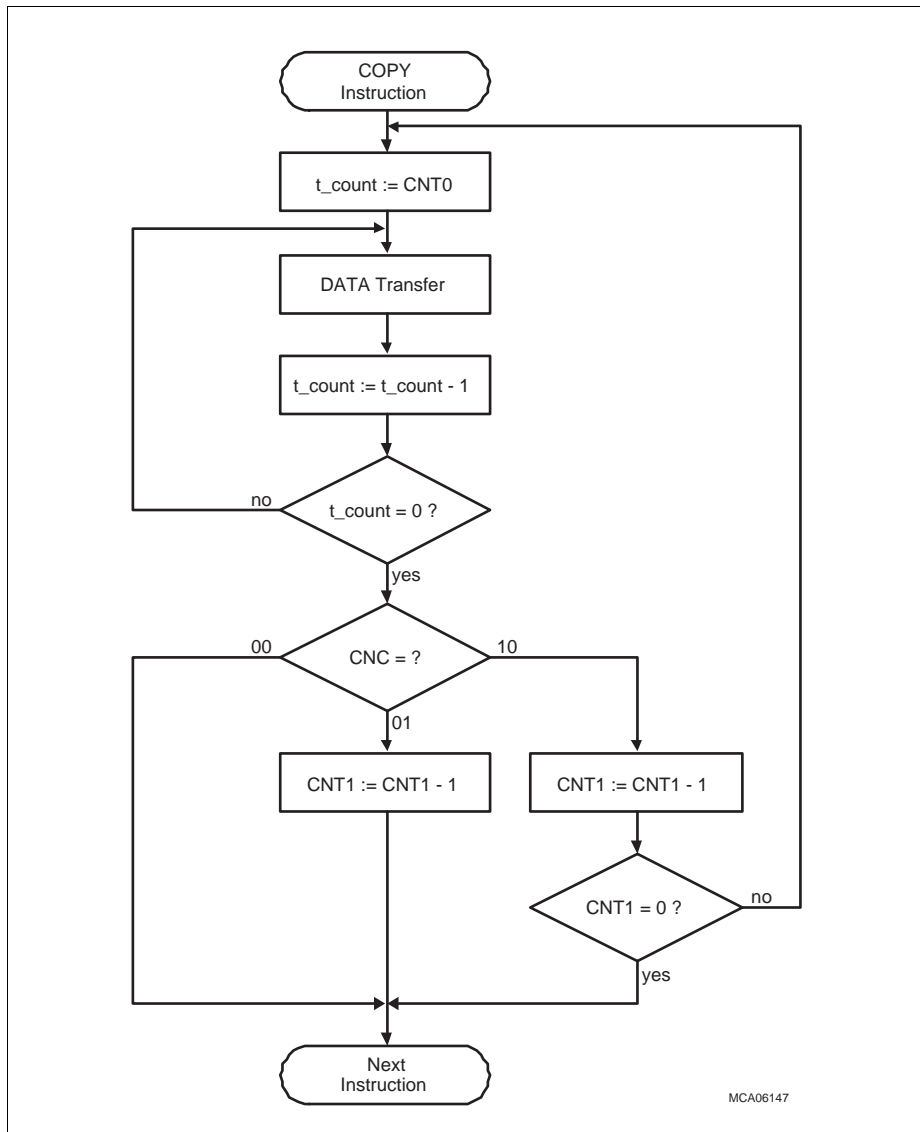 COPY
Instruction
t_count := CNT0
DATA Transfer
t_count := t_count - 1
no
t_count = 0 ?
yes
00
CNC = ?
10
01
CNT1 := CNT1 - 1
CNT1 := CNT1 - 1
CNT1 = 0 ?
no
yes
Next
Instruction
MCA06147